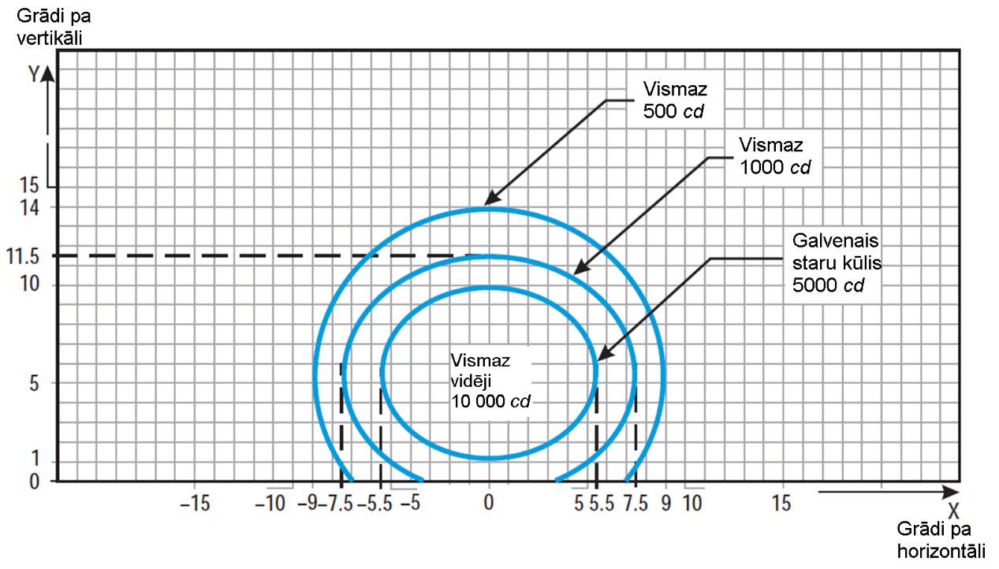 Grādi pa
vertikāli
Y
Vismaz
500 cd
Vismaz
1000 cd
15
14
Galvenais
staru kūlis
5000 cd
11.5
10
Vismaz
vidēji
10 000 cd
5
1
0
−15 −10 −9 −7.5 −5.5 −5 0 5 5.5 7.5 9 10 15
X
Grādi pa
horizontāli